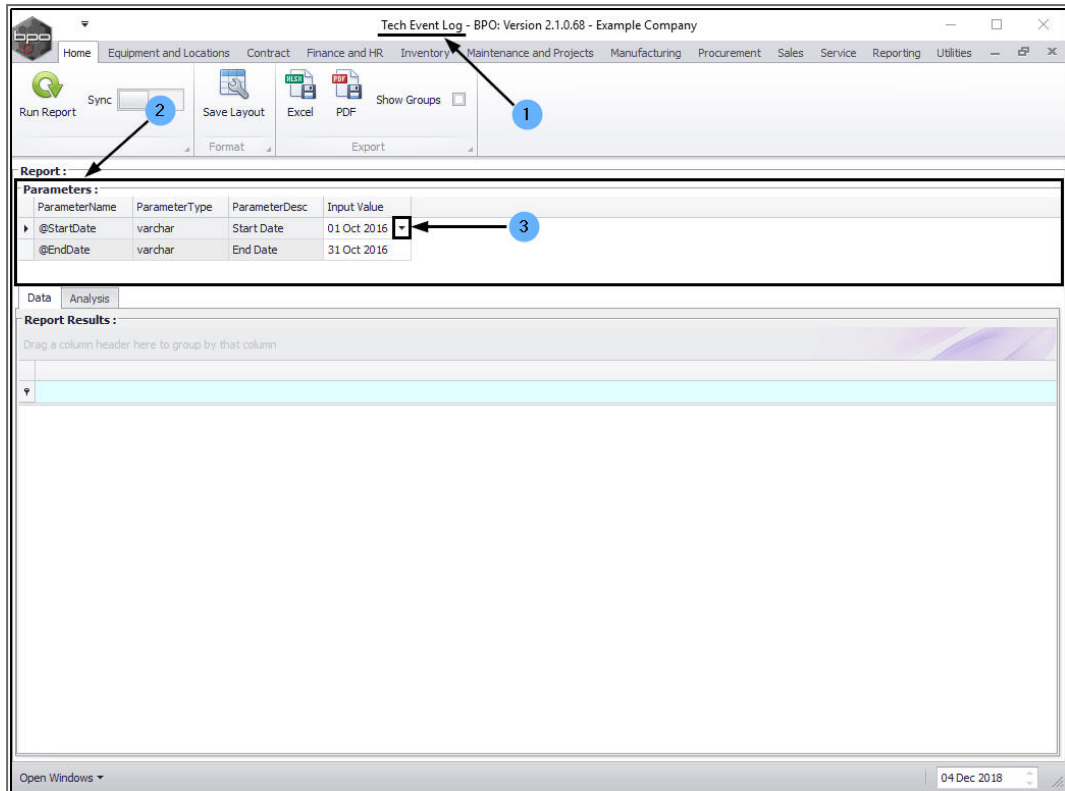 Tech Event Log - BPO: Version 2.1.0.68 - Example Company
bpo
Home Equipment and Locations Contract Finance and HR Inventory Maintenance and Projects Manufacturing Procurement Sales Service Reporting Utilities
Run Report
Sync
2
Save Layout
XLSX
Excel
PDF
PDF
Show Groups
1
Format
Export
Report :
Parameters :
ParameterName ParameterType ParameterDesc Input Value
@StartDate varchar Start Date 01 Oct 2016
3
@EndDate varchar End Date 31 Oct 2016
Data Analysis
Report Results :
Drag a column header here to group by that column
Open Windows
04 Dec 2018